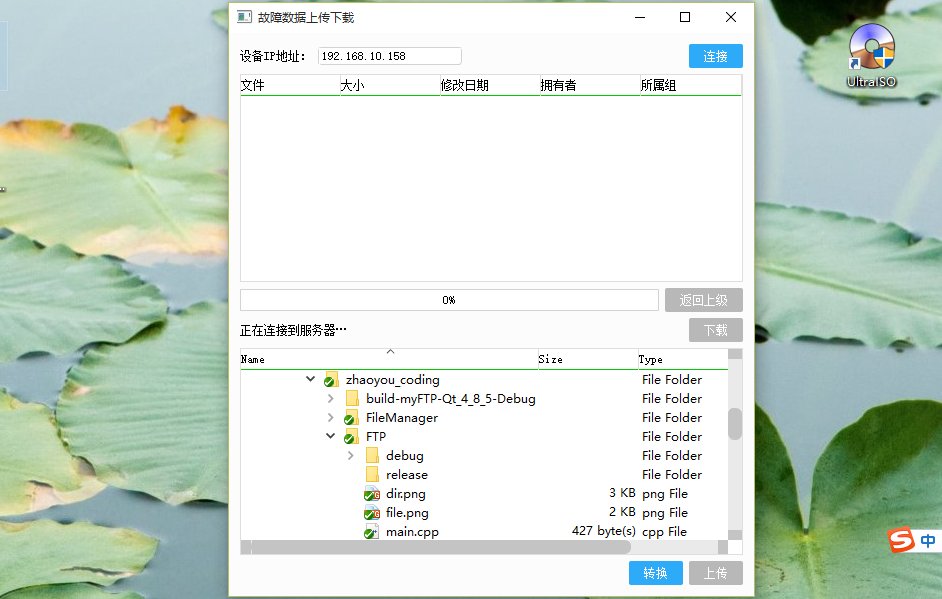 故障数据上传下载
设备IP地址： 192.168.10.158 连接
文件 大小 修改日期 拥有者 所属组
0% 返回上级
正在连接到服务器… 下载
Name Size Type
zhaoyou_coding File Folder
build-myFTP-Qt_4_8_5-Debug File Folder
FileManager File Folder
FTP File Folder
debug File Folder
release File Folder
dir.png 3 KB png File
file.png 2 KB png File
main.cpp 427 byte(s) cpp File
转换 上传
UltraISO
S 中